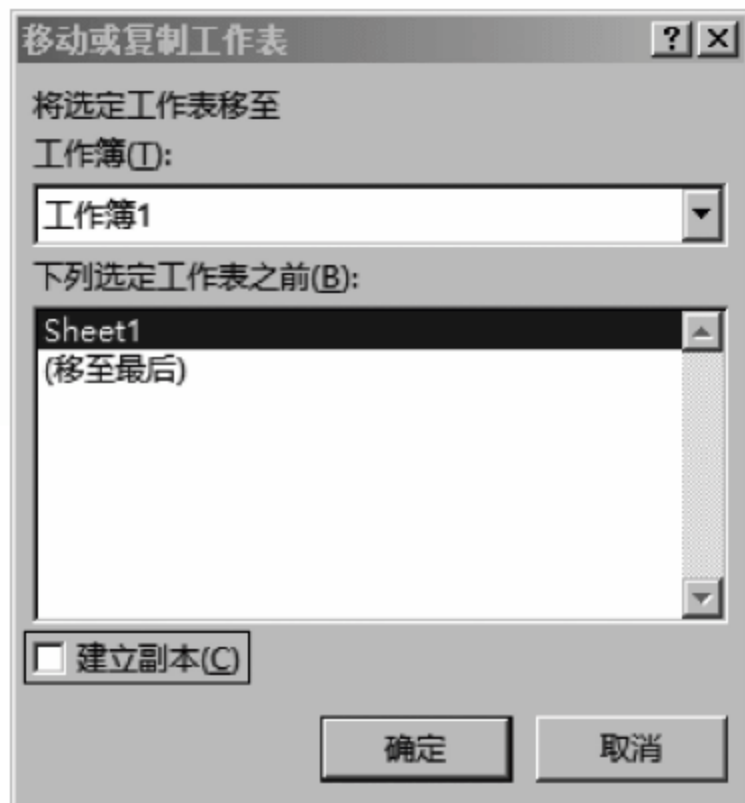 移动或复制工作表
将选定工作表移至
工作簿(T):
工作簿1
下列选定工作表之前(B):
Sheet1
(移至最后)
建立副本(C)
确定 取消